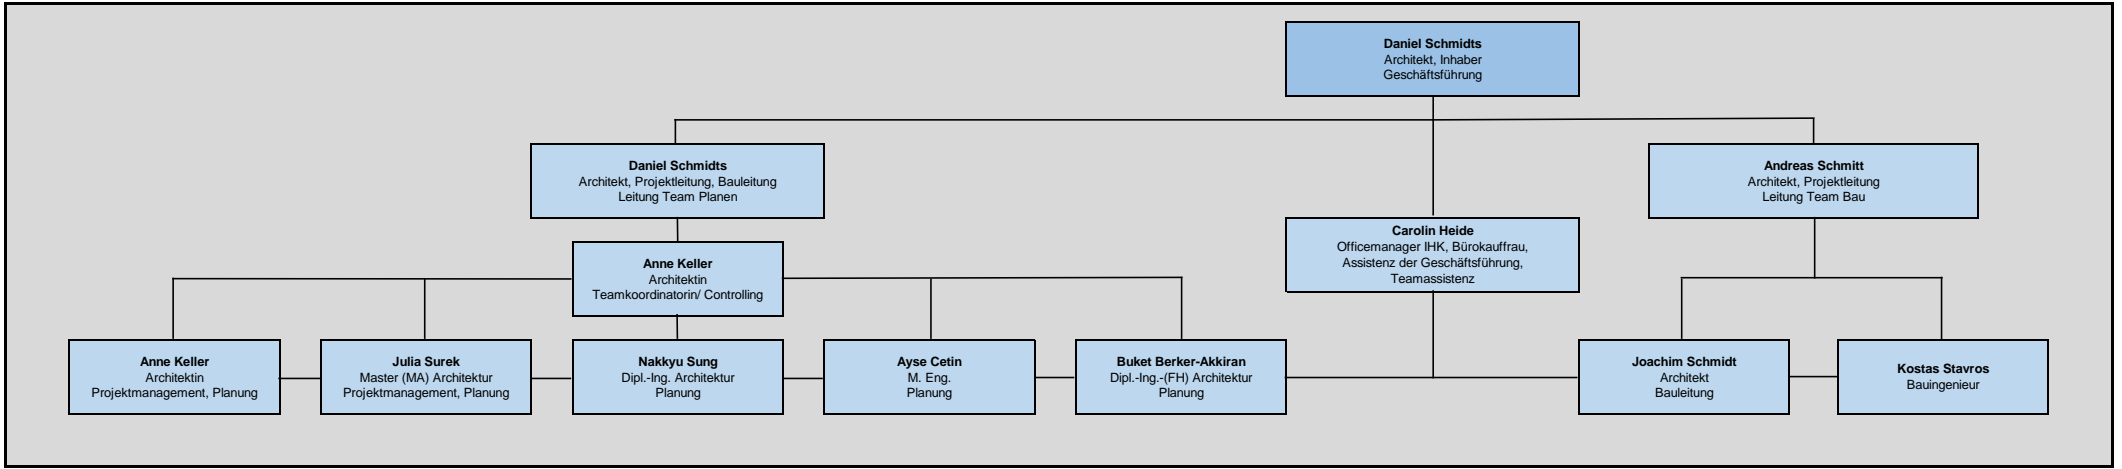 Daniel Schmidts
Architekt, Inhaber
Geschäftsführung
Daniel Schmidts
Architekt, Projektleitung, Bauleitung
Leitung Team Planen
Andreas Schmitt
Architekt, Projektleitung
Leitung Team Bau
Carolin Heide
Officemanager IHK, Bürokauffrau,
Assistenz der Geschäftsführung,
Teamassistenz
Anne Keller
Architektin
Teamkoordinatorin/ Controlling
Anne Keller
Architektin
Projektmanagement, Planung
Julia Surek
Master (MA) Architektur
Projektmanagement, Planung
Nakkyu Sung
Dipl.-Ing. Architektur
Planung
Ayse Cetin
M. Eng.
Planung
Buket Berker-Akkiran
Dipl.-Ing.-(FH) Architektur
Planung
Joachim Schmidt
Architekt
Bauleitung
Kostas Stavros
Bauingenieur